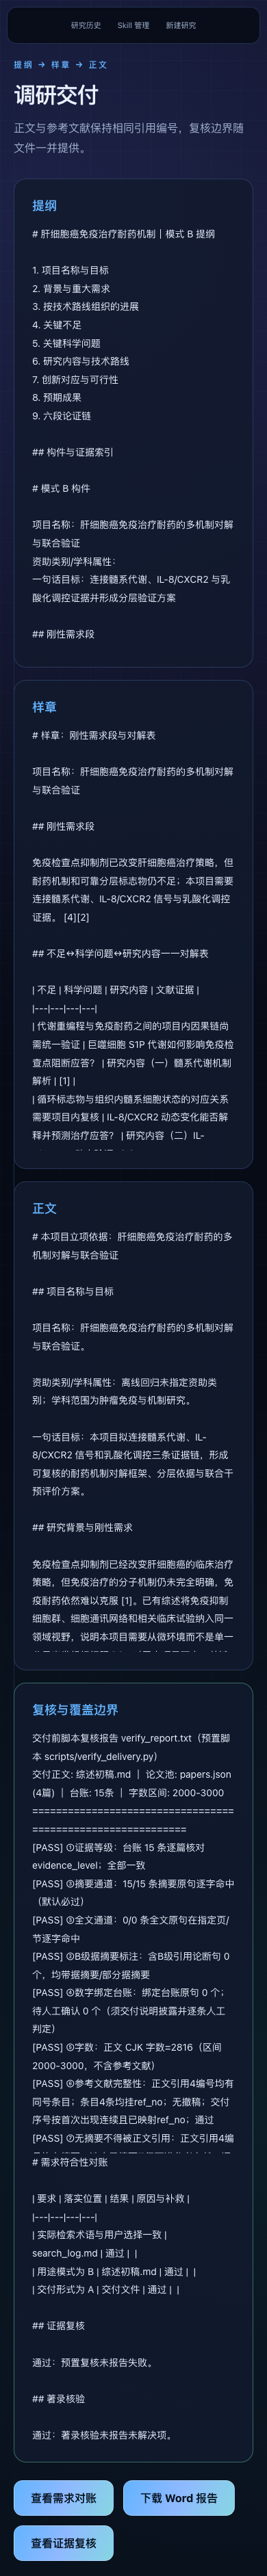 研究历史 Skill 管理 新建研究
提纲 → 样章 → 正文
调研交付
正文与参考文献保持相同引用编号，复核边界随
文件一并提供。
提纲
# 肝细胞癌免疫治疗耐药机制｜模式 B 提纲
1. 项目名称与目标
2. 背景与重大需求
3. 按技术路线组织的进展
4. 关键不足
5. 关键科学问题
6. 研究内容与技术路线
7. 创新对应与可行性
8. 预期成果
9. 六段论证链
## 构件与证据索引
# 模式 B 构件
项目名称：肝细胞癌免疫治疗耐药的多机制对解
与联合验证
资助类别/学科属性：
一句话目标：连接髓系代谢、IL-8/CXCR2 与乳
酸化调控证据并形成分层验证方案
## 刚性需求段
样章
# 样章：刚性需求段与对解表
项目名称：肝细胞癌免疫治疗耐药的多机制对解
与联合验证
## 刚性需求段
免疫检查点抑制剂已改变肝细胞癌治疗策略，但
耐药机制和可靠分层标志物仍不足；本项目需要
连接髓系代谢、IL-8/CXCR2 信号与乳酸化调控
证据。 [4][2]
## 不足↔科学问题↔研究内容一一对解表
| 不足 | 科学问题 | 研究内容 | 文献证据 |
|---|---|---|---|
| 代谢重编程与免疫耐药之间的项目内因果链尚
需统一验证 | 巨噬细胞 S1P 代谢如何影响免疫检
查点阻断应答？ | 研究内容（一）髓系代谢机制
解析 | [1] |
| 循环标志物与组织内髓系细胞状态的对应关系
需要项目内复核 | IL-8/CXCR2 动态变化能否解
释并预测治疗应答？ | 研究内容（二）IL-
正文
# 本项目立项依据：肝细胞癌免疫治疗耐药的多
机制对解与联合验证
## 项目名称与目标
项目名称：肝细胞癌免疫治疗耐药的多机制对解
与联合验证。
资助类别/学科属性：离线回归未指定资助类
别；学科范围为肿瘤免疫与机制研究。
一句话目标：本项目拟连接髓系代谢、IL-
8/CXCR2 信号和乳酸化调控三条证据链，形成
可复核的耐药机制对解框架、分层依据与联合干
预评价方案。
## 研究背景与刚性需求
免疫检查点抑制剂已经改变肝细胞癌的临床治疗
策略，但免疫治疗的分子机制仍未完全明确，免
疫耐药依然难以克服 [1]。已有综述将免疫抑制
细胞群、细胞通讯网络和相关临床试验纳入同一
领域视野，说明本项目需要从微环境而不是单一
复核与覆盖边界
交付前脚本复核报告 verify_report.txt（预置脚
本 scripts/verify_delivery.py）
交付正文: 综述初稿.md ｜ 论文池: papers.json
(4篇) ｜ 台账: 15条 ｜ 字数区间: 2000-3000
====================================
===========================
[PASS] ①证据等级：台账 15 条逐篇核对
evidence_level；全部一致
[PASS] ③摘要通道：15/15 条摘要原句逐字命中
（默认必过）
[PASS] ③全文通道：0/0 条全文原句在指定页/
节逐字命中
[PASS] ②B级据摘要标注：含B级引用论断句 0
个，均带据摘要/部分据摘要
[PASS] ④数字绑定台账：绑定台账原句 0 个；
待人工确认 0 个（须交付说明披露并逐条人工
判定）
[PASS] ⑤字数：正文 CJK 字数=2816（区间
2000-3000，不含参考文献）
[PASS] ⑥参考文献完整性：正文引用4编号均有
同号条目；条目4条均挂ref_no；无撤稿；交付
序号按首次出现连续且已映射ref_no；通过
[PASS] ⑦无摘要不得被正文引用：正文引用4编
# 需求符合性对账
| 要求 | 落实位置 | 结果 | 原因与补救 |
|---|---|---|---|
| 实际检索术语与用户选择一致 |
search_log.md | 通过 | |
| 用途模式为 B | 综述初稿.md | 通过 | |
| 交付形式为 A | 交付文件 | 通过 | |
## 证据复核
通过：预置复核未报告失败。
## 著录核验
通过：著录核验未报告未解决项。
查看需求对账 下载 Word 报告
查看证据复核